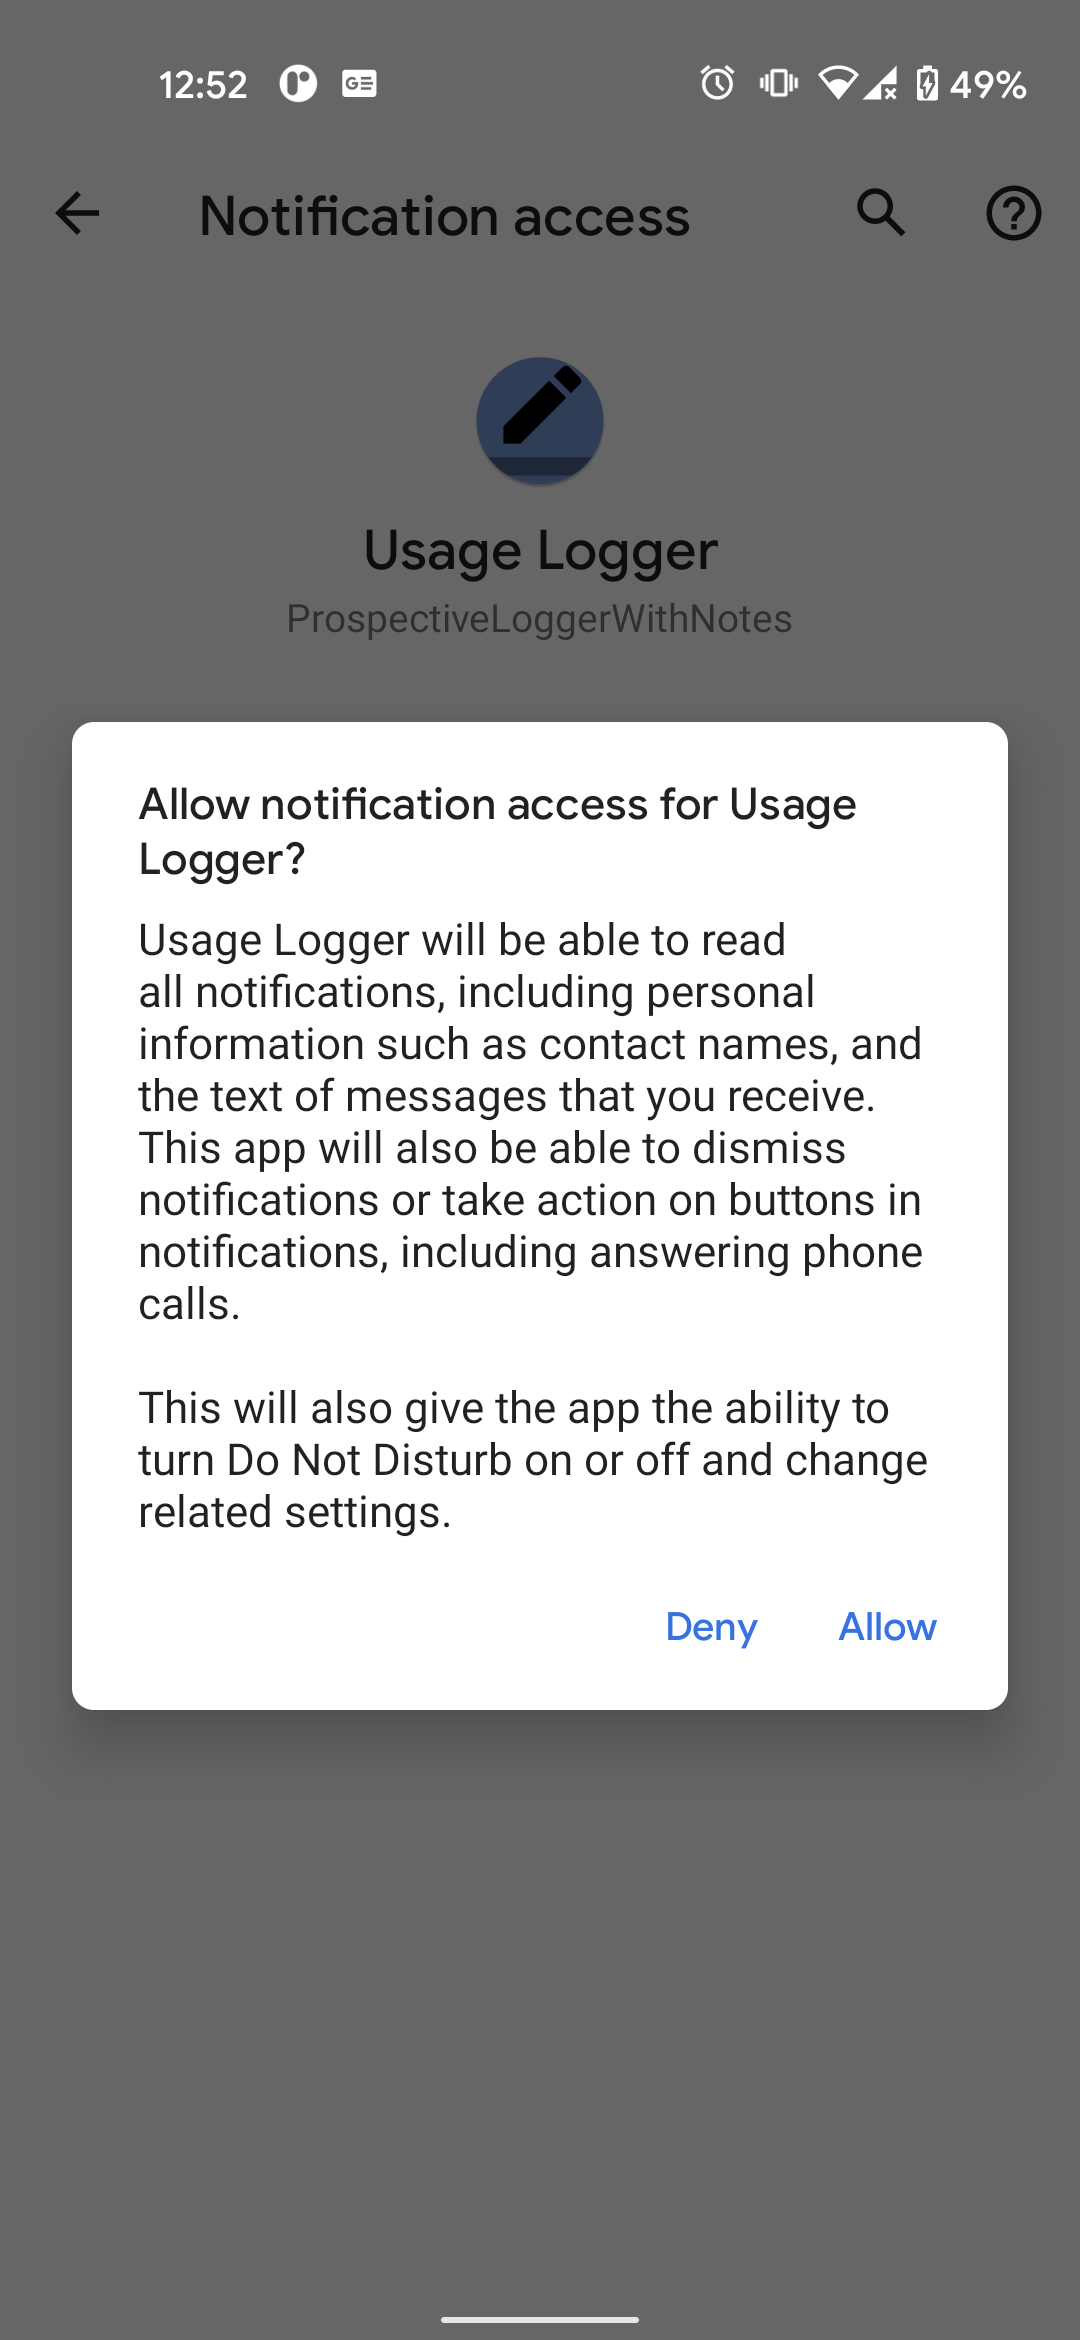 12:52
GE
49%
Notification access
Usage Logger
ProspectiveLoggerWithNotes
Allow notification access for Usage
Logger?
Usage Logger will be able to read
all notifications, including personal
information such as contact names, and
the text of messages that you receive.
This app will also be able to dismiss
notifications or take action on buttons in
notifications, including answering phone
calls.
This will also give the app the ability to
turn Do Not Disturb on or off and change
related settings.
Deny
Allow